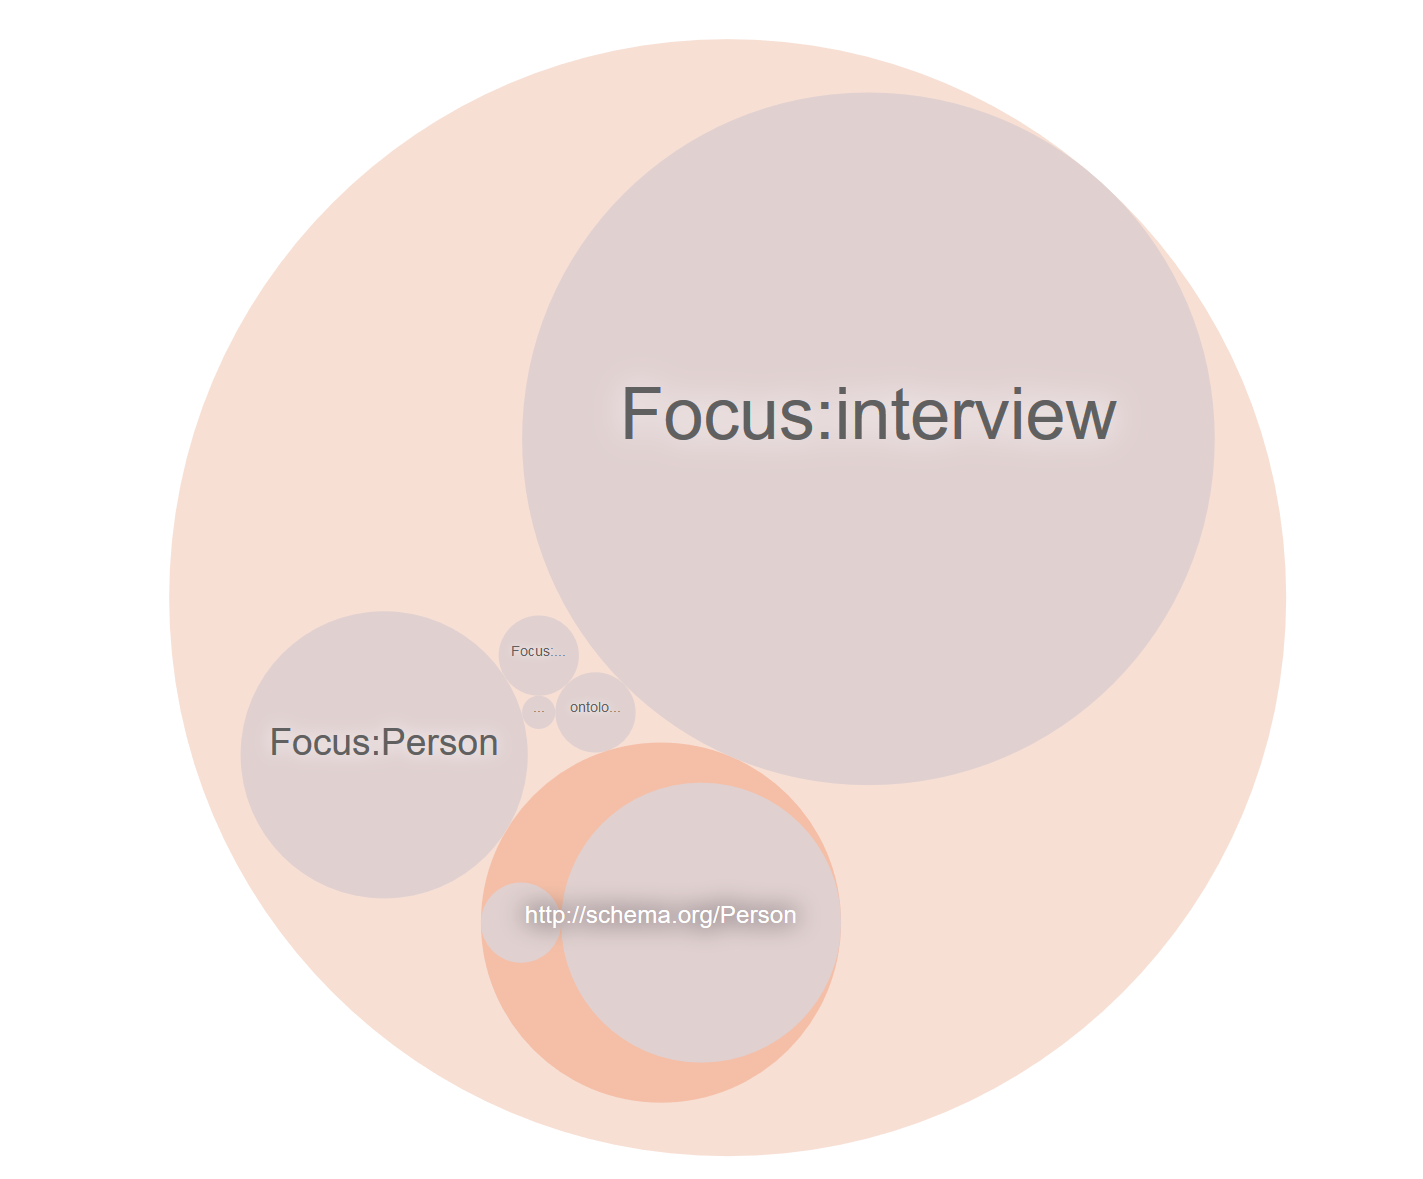 Focus:interview
Focus:...
ontolo...
...
Focus:Person
http://schema.org/Person